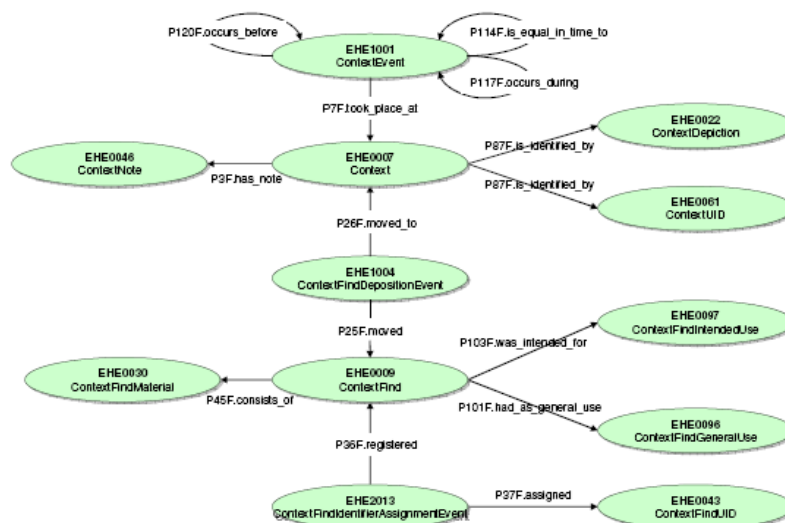 P120F.occurs_before
EHE1001
ContextEvent
P114F.is_equal_in_time_to
P117F.occurs_during
P7F.took_place_at
EHE0022
ContextDepiction
P87F.is_identified_by
EHE0046
ContextNote
P3F.has_note
EHE0007
Context
P87F.is_identified_by
EHE0061
ContextUID
P26F.moved_to
EHE1004
ContextFindDepositionEvent
P25F.moved
EHE0097
ContextFindIntendedUse
P103F.was_intended_for
EHE0030
ContextFindMaterial
P45F.consists_of
EHE0009
ContextFind
P101F.had_as_general_use
EHE0096
ContextFindGeneralUse
P36F.registered
EHE2013
ContextFindIdentifierAssignmentEvent
P37F.assigned
EHE0043
ContextFindUID